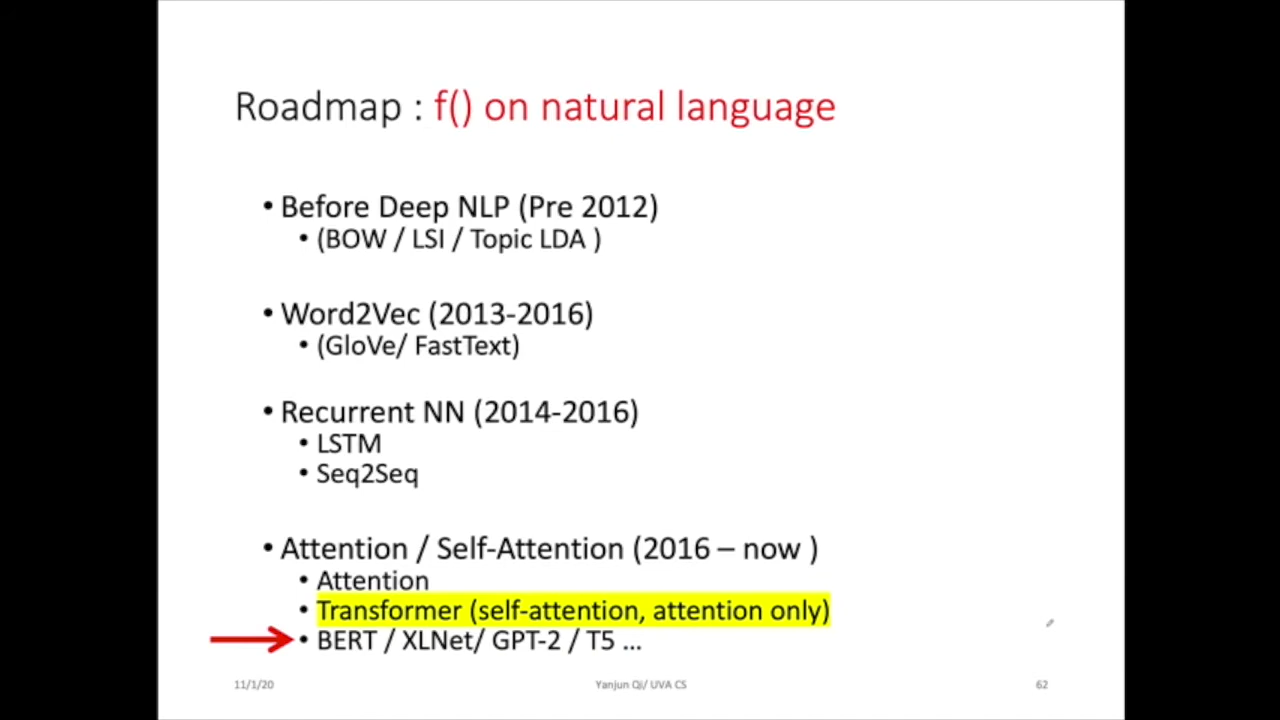 Roadmap : f() on natural language
• Before Deep NLP (Pre 2012)
• (BOW / LSI / Topic LDA )
• Word2Vec (2013-2016)
• (GloVe/ FastText)
• Recurrent NN (2014-2016)
• LSTM
• Seq2Seq
• Attention / Self-Attention (2016 – now )
• Attention
• Transformer (self-attention, attention only)
• BERT / XLNet/ GPT-2 / T5 ...
11/1/20 Yanjun Qi/ UVA CS 62